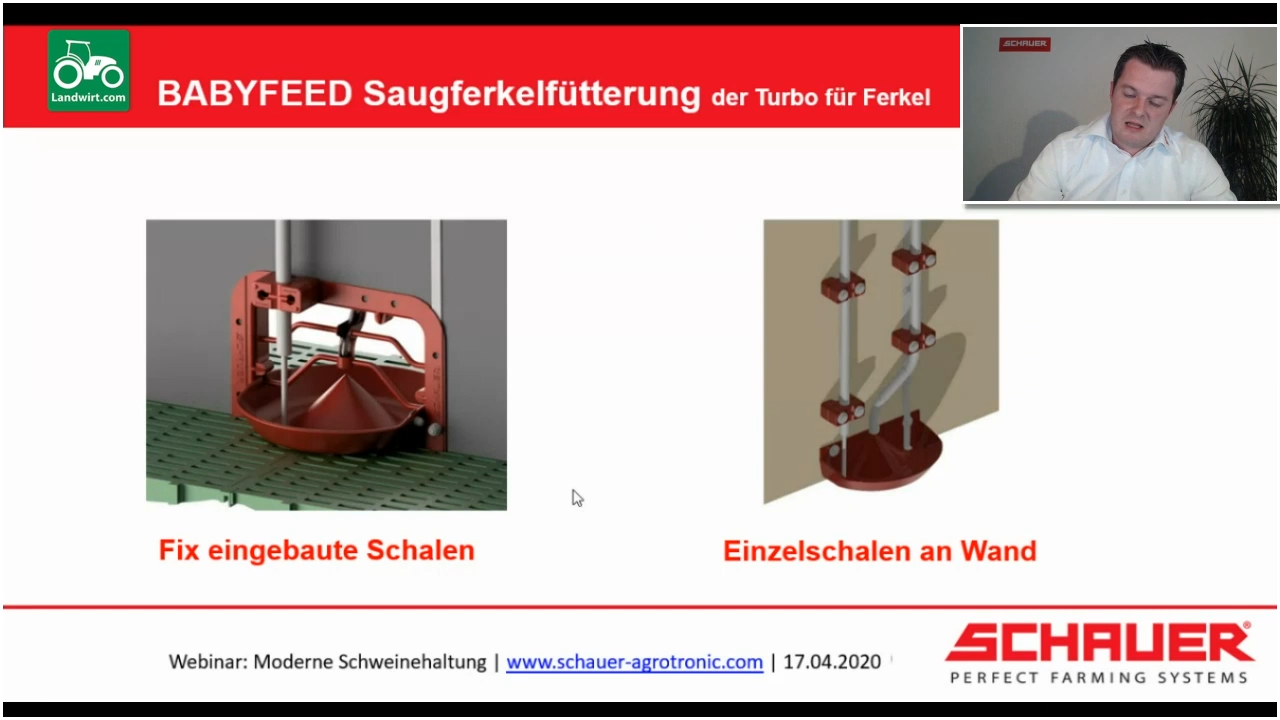 Landwirt.com
BABYFEED Saugferkelfütterung der Turbo für Ferkel
SCHAUER
Fix eingebaute Schalen
Einzelschalen an Wand
Webinar: Moderne Schweinehaltung | www.schauer-agrotronic.com | 17.04.2020
SCHAUER®
PERFECT FARMING SYSTEMS